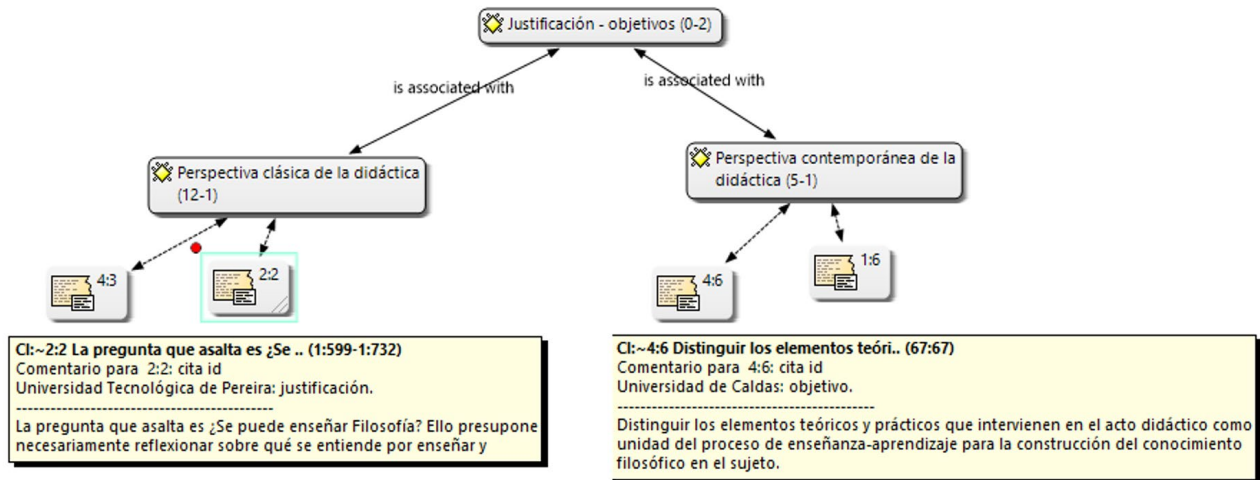 Justificación - objetivos (0-2)
is associated with
is associated with
Perspectiva clásica de la didáctica
(12-1)
Perspectiva contemporánea de la
didáctica (5-1)
4:3
2:2
4:6
1:6
CI:~2:2 La pregunta que asalta es ¿Se .. (1:599-1:732)
Comentario para 2:2: cita id
Universidad Tecnológica de Pereira: justificación.
----------------------------------------------
La pregunta que asalta es ¿Se puede enseñar Filosofía? Ello presupone
necesariamente reflexionar sobre qué se entiende por enseñar y
CI:~4:6 Distinguir los elementos teóri.. (67:67)
Comentario para 4:6: cita id
Universidad de Caldas: objetivo.
----------------------------------------------
Distinguir los elementos teóricos y prácticos que intervienen en el acto didáctico como
unidad del proceso de enseñanza-aprendizaje para la construcción del conocimiento
filosófico en el sujeto.